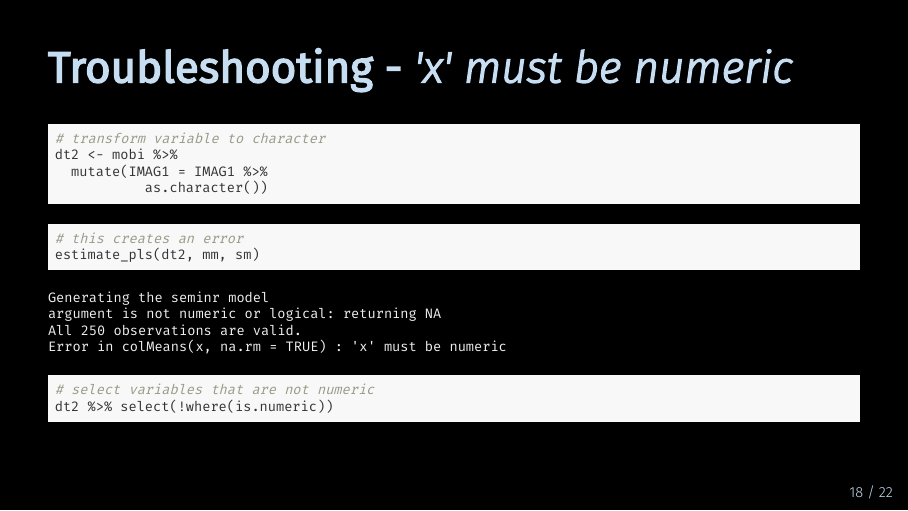 Troubleshooting - 'x' must be numeric
# transform variable to character
dt2 <- mobi %>%
  mutate(IMAG1 = IMAG1 %>%
           as.character())
# this creates an error
estimate_pls(dt2, mm, sm)
Generating the seminr model
argument is not numeric or logical: returning NA
All 250 observations are valid.
Error in colMeans(x, na.rm = TRUE) : 'x' must be numeric
# select variables that are not numeric
dt2 %>% select(!where(is.numeric))
18 / 22